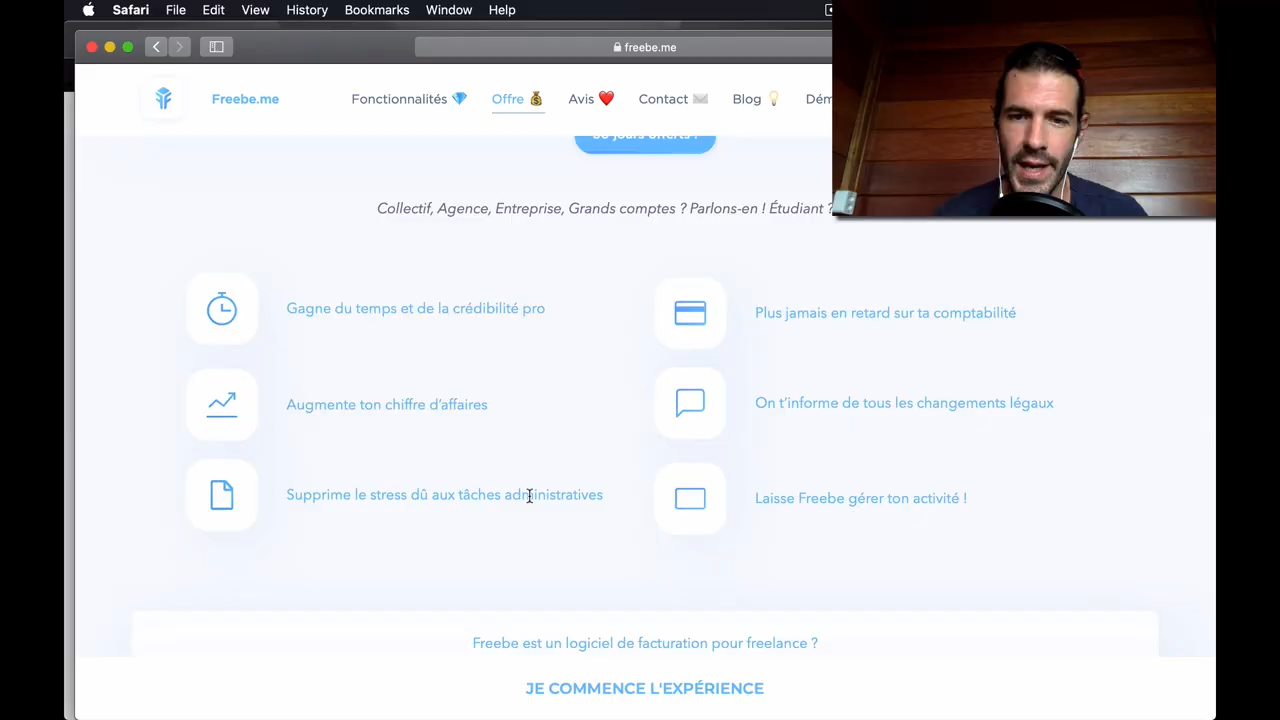 Safari File Edit View History Bookmarks Window Help
freebe.me
Freebe.me Fonctionnalités 💎 Offre 💰 Avis ❤️ Contact ✉️ Blog 💡 Dém
jours offerts !
Collectif, Agence, Entreprise, Grands comptes ? Parlons-en ! Étudiant ?
Gagne du temps et de la crédibilité pro
Plus jamais en retard sur ta comptabilité
Augmente ton chiffre d'affaires
On t'informe de tous les changements légaux
Supprime le stress dû aux tâches administratives
Laisse Freebe gérer ton activité !
Freebe est un logiciel de facturation pour freelance ?
JE COMMENCE L'EXPÉRIENCE